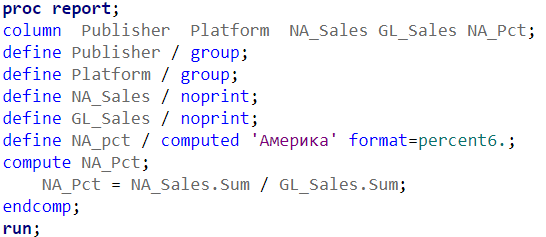 proc report;
column  Publisher  Platform  NA_Sales GL_Sales NA_Pct;
define Publisher / group;
define Platform / group;
define NA_Sales / noprint;
define GL_Sales / noprint;
define NA_pct / computed 'Америка' format=percent6.;
compute NA_Pct;
    NA_Pct = NA_Sales.Sum / GL_Sales.Sum;
endcomp;
run;